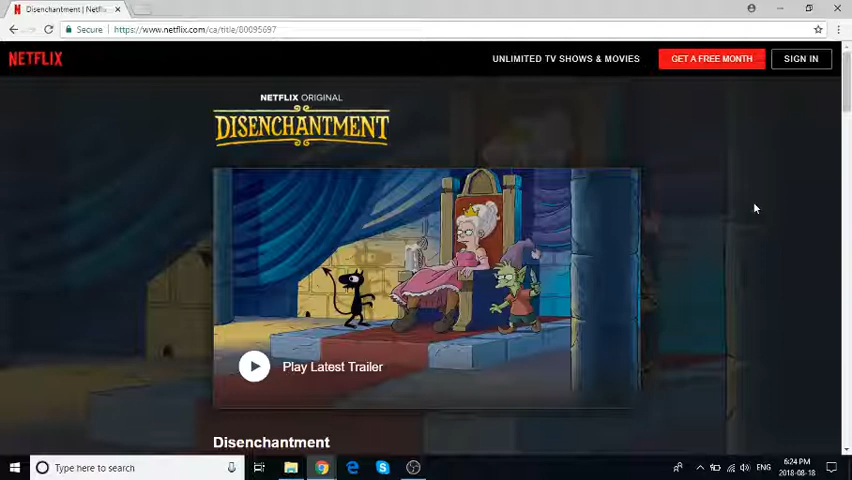 Disenchantment | Netfli
Secure
https://www.netflix.com/ca/title/80095697
NETFLIX
UNLIMITED TV SHOWS & MOVIES
GET A FREE MONTH
SIGN IN
NETFLIX ORIGINAL
DISENCHANTMENT
Play Latest Trailer
Disenchantment
Type here to search
ENG
6:24 PM
2018-08-18